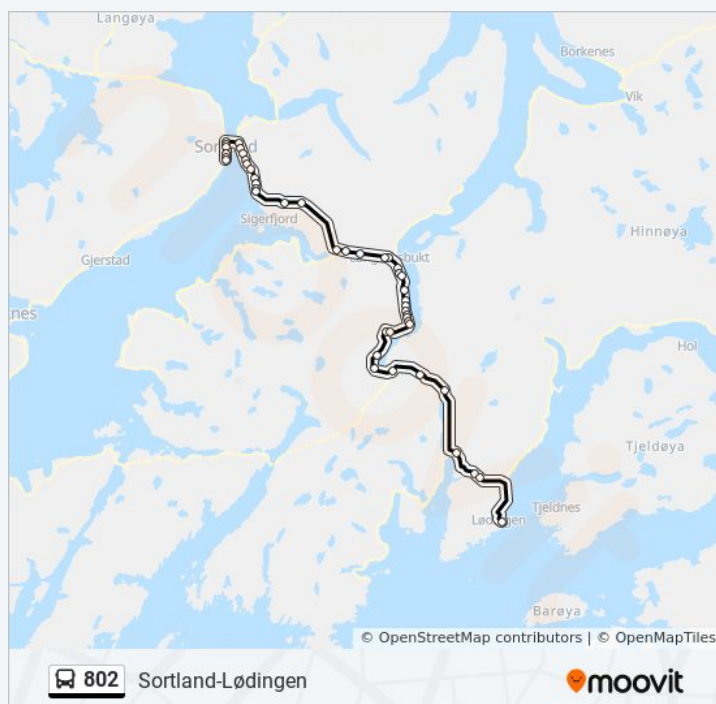 Langøya
Borkenes
Vik
Sortland
Sigerfjord
Hinnøya
Gjerstad
nes
Hol
Tjeldøya
Tjeldnes
Lødingen
Barøya
© OpenStreetMap contributors | © OpenMapTiles
802 Sortland-Lødingen
moovit